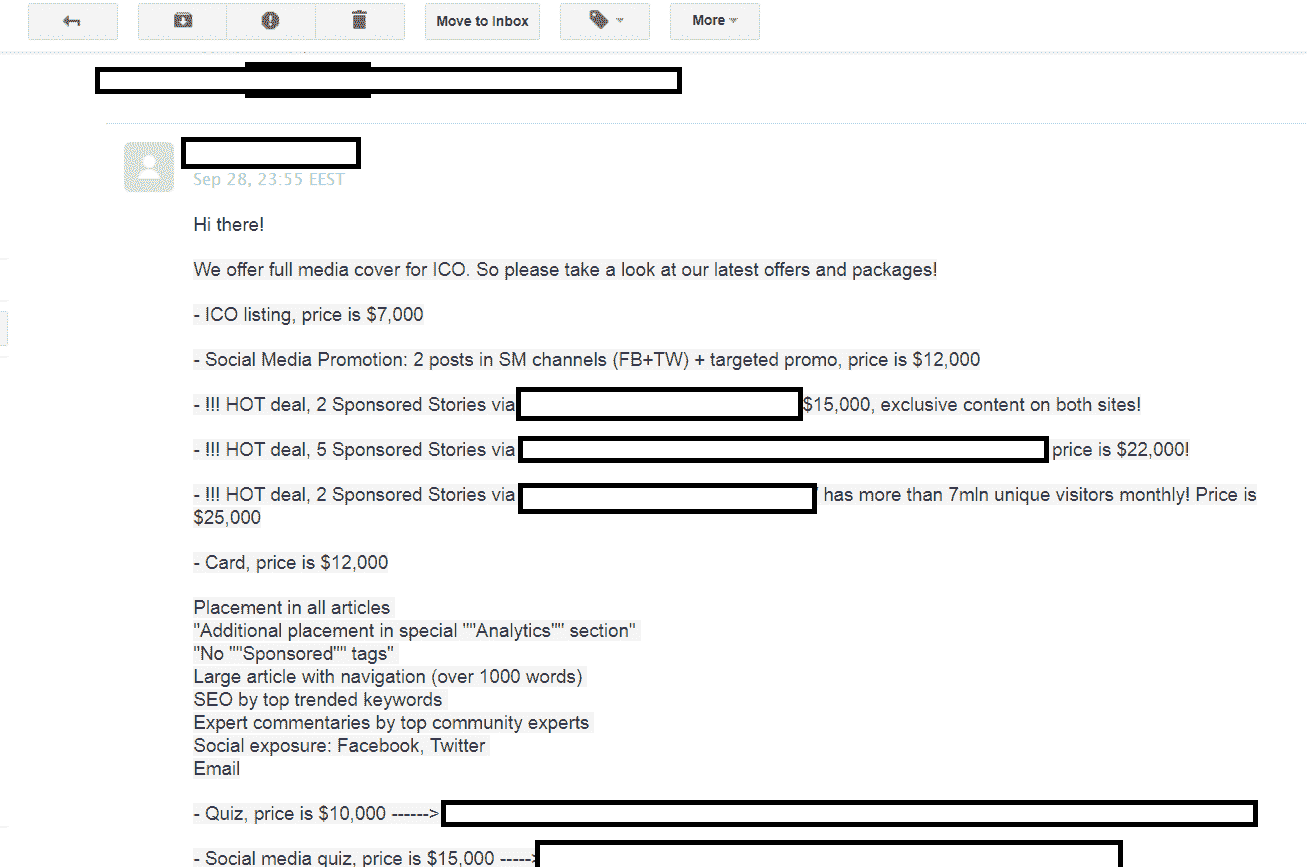 Move to Inbox
More
Sep 28, 23:55 EEST
Hi there!
We offer full media cover for ICO. So please take a look at our latest offers and packages!
- ICO listing, price is $7,000
- Social Media Promotion: 2 posts in SM channels (FB+TW) + targeted promo, price is $12,000
- !!! HOT deal, 2 Sponsored Stories via $15,000, exclusive content on both sites!
- !!! HOT deal, 5 Sponsored Stories via price is $22,000!
- !!! HOT deal, 2 Sponsored Stories via has more than 7mln unique visitors monthly! Price is
$25,000
- Card, price is $12,000
Placement in all articles
"Additional placement in special ""Analytics"" section"
"No ""Sponsored"" tags"
Large article with navigation (over 1000 words)
SEO by top trended keywords
Expert commentaries by top community experts
Social exposure: Facebook, Twitter
Email
- Quiz, price is $10,000 ------>
- Social media quiz, price is $15,000 ----->